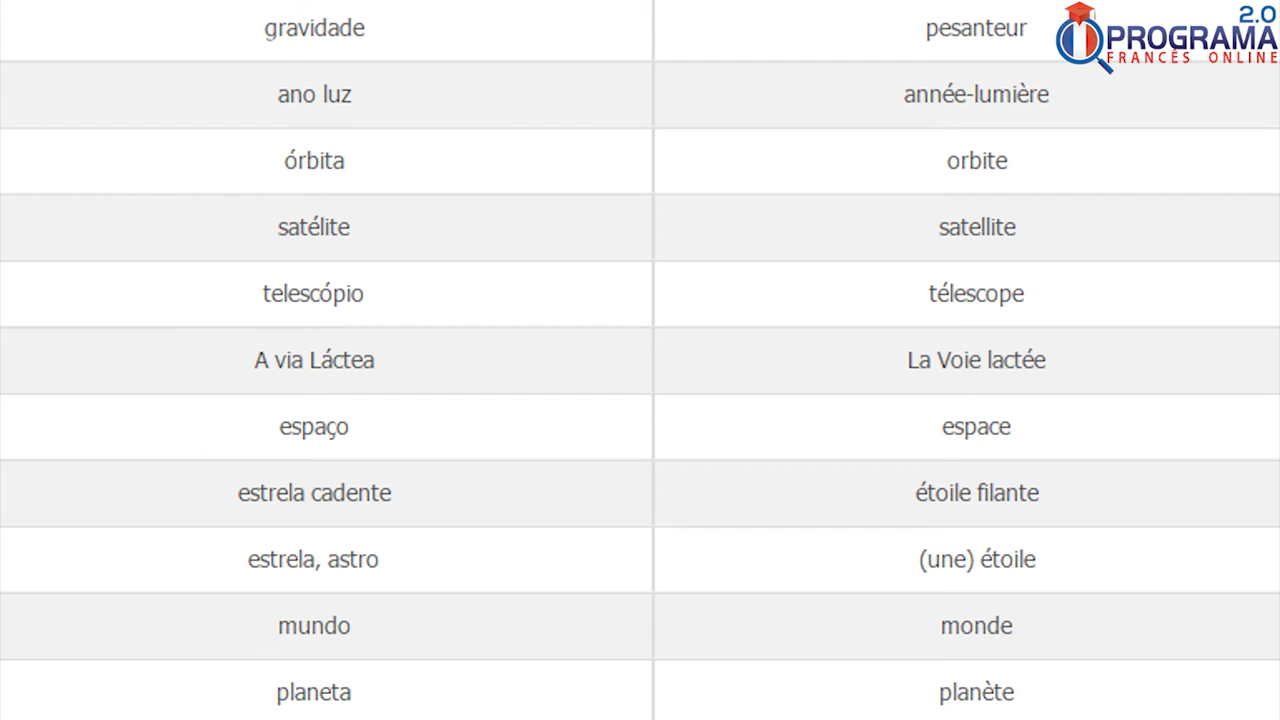 gravidade pesanteur
2.0
PROGRAMA
FRANCÊS ONLINE
ano luz année-lumière
órbita orbite
satélite satellite
telescópio télescope
A via Láctea La Voie lactée
espaço espace
estrela cadente étoile filante
estrela, astro (une) étoile
mundo monde
planeta planète